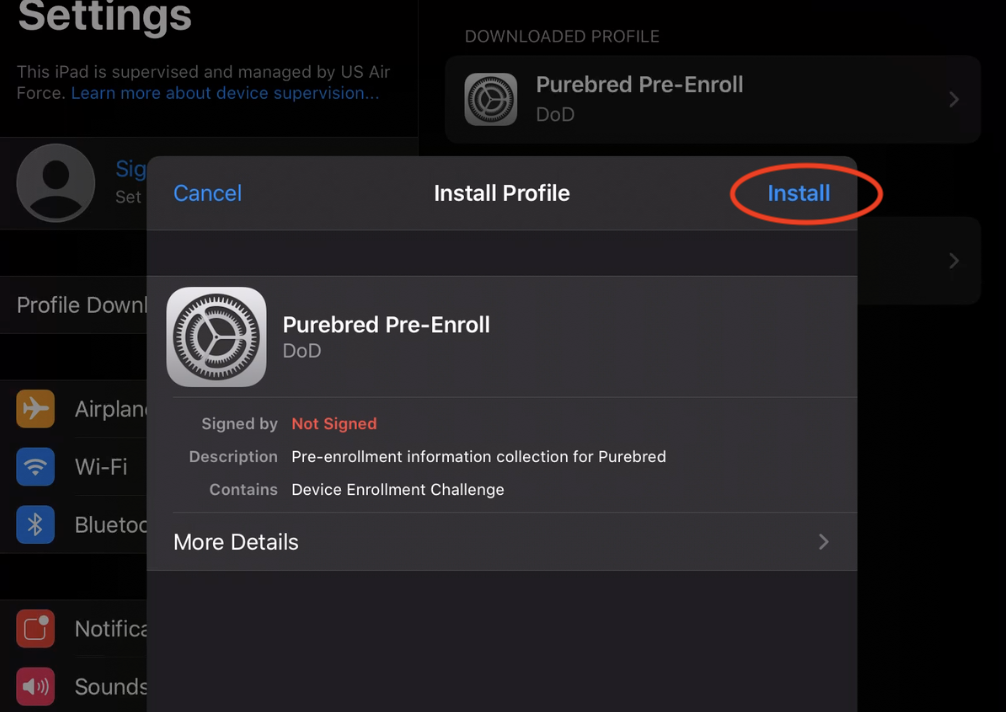 Settings
This iPad is supervised and managed by US Air
Force. Learn more about device supervision...
Sig
Set
Profile Downl
Airplan
Wi-Fi
Bluetoo
Notifica
Sounds
DOWNLOADED PROFILE
Purebred Pre-Enroll
DoD
Cancel
Install Profile
Install
Purebred Pre-Enroll
DoD
Signed by Not Signed
Description Pre-enrollment information collection for Purebred
Contains Device Enrollment Challenge
More Details